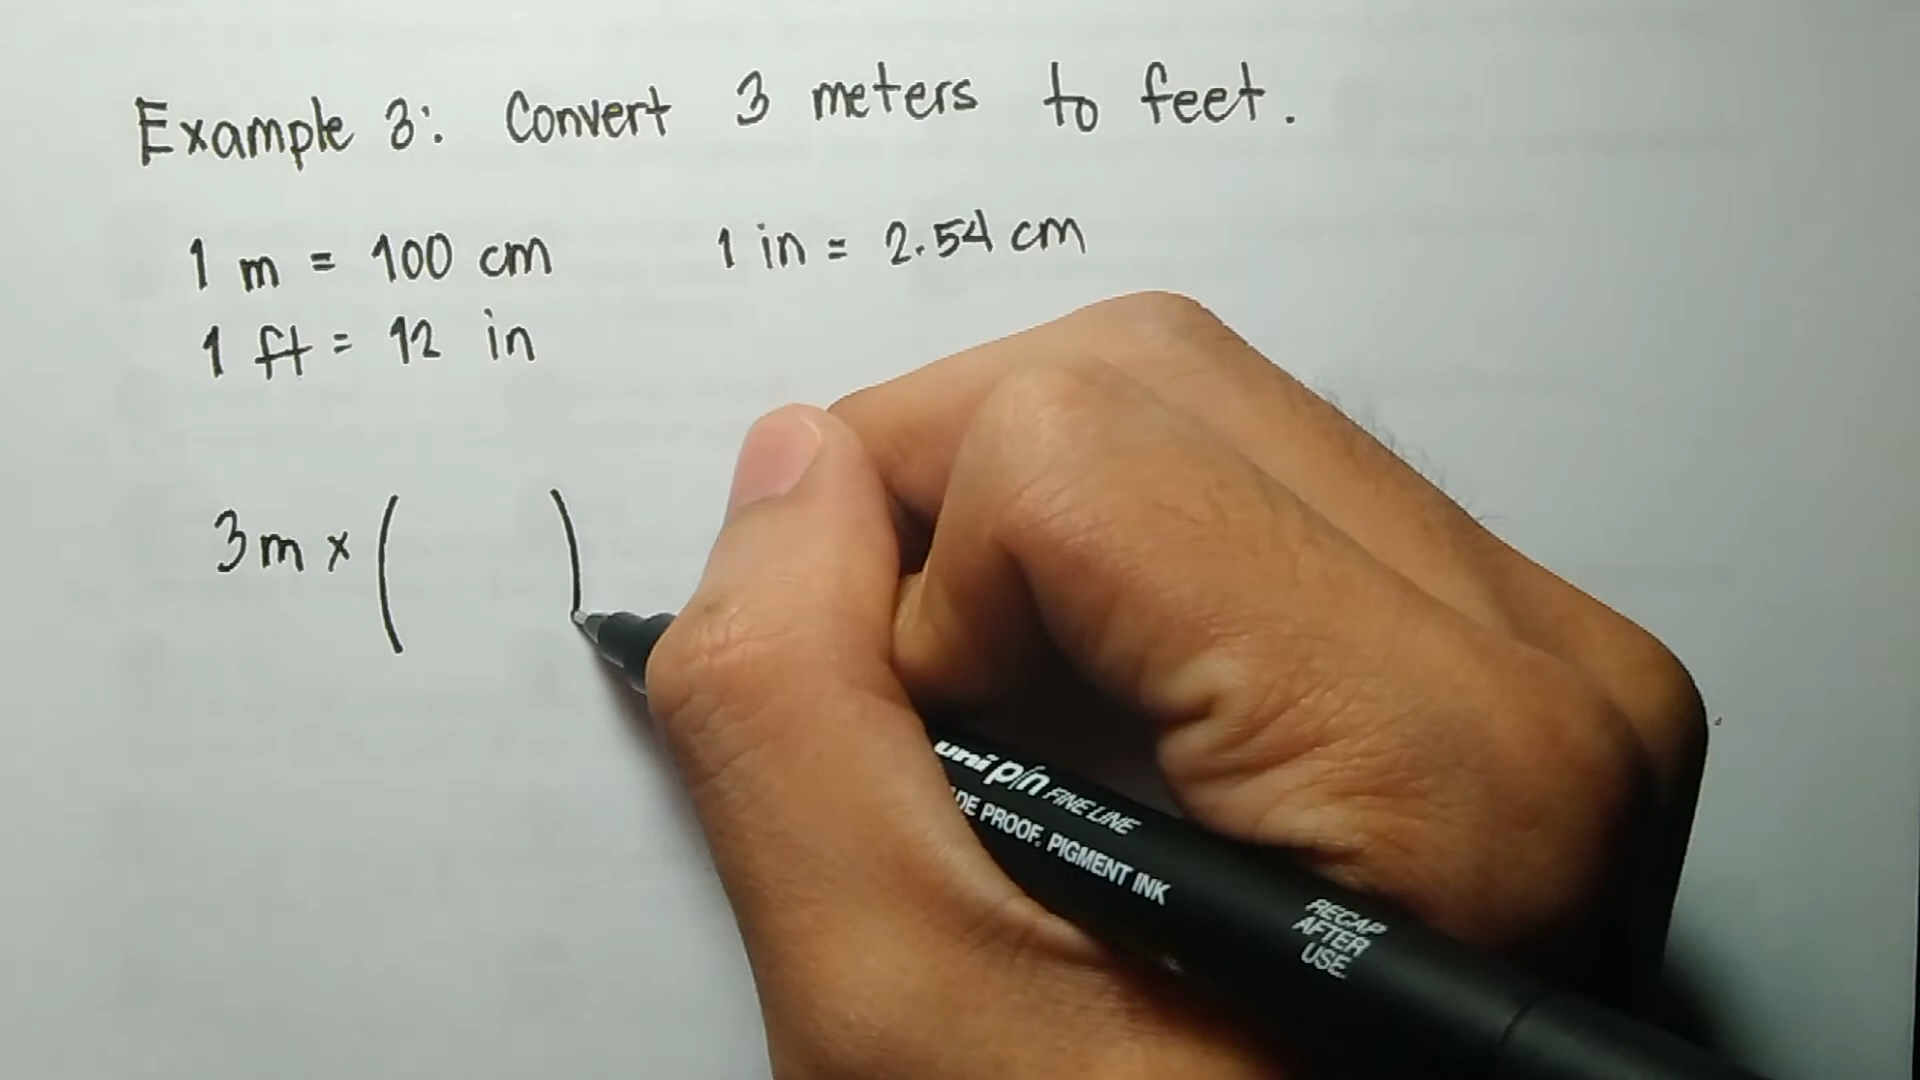 Example 3: Convert 3 meters to feet.
1 m = 100 cm
1 in = 2.54 cm
1 ft = 12 in
3m × ( )
uni pin FINE LINE
DE PROOF. PIGMENT INK
RECAP
AFTER
USE.